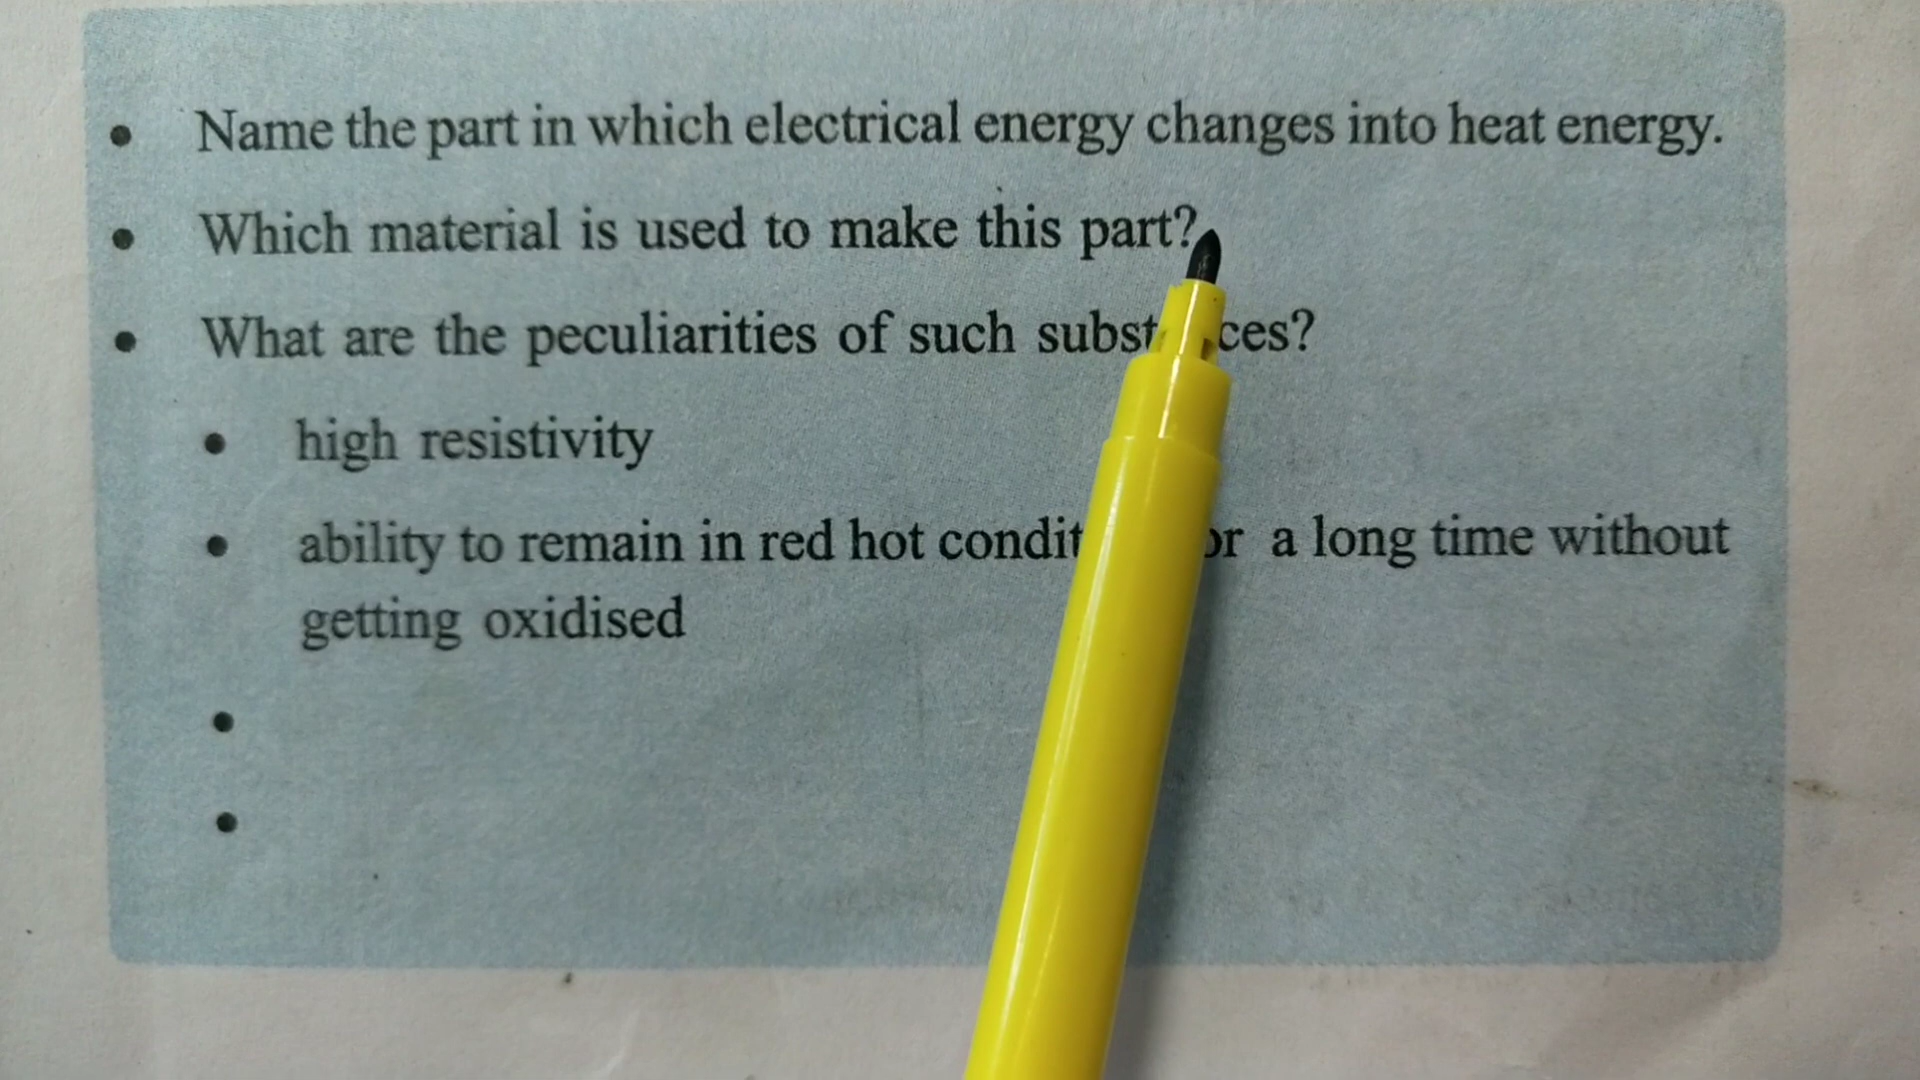 • Name the part in which electrical energy changes into heat energy.
• Which material is used to make this part?
• What are the peculiarities of such
• high resistivity
• ability to remain in red hot a long time without
getting oxidised
•
•